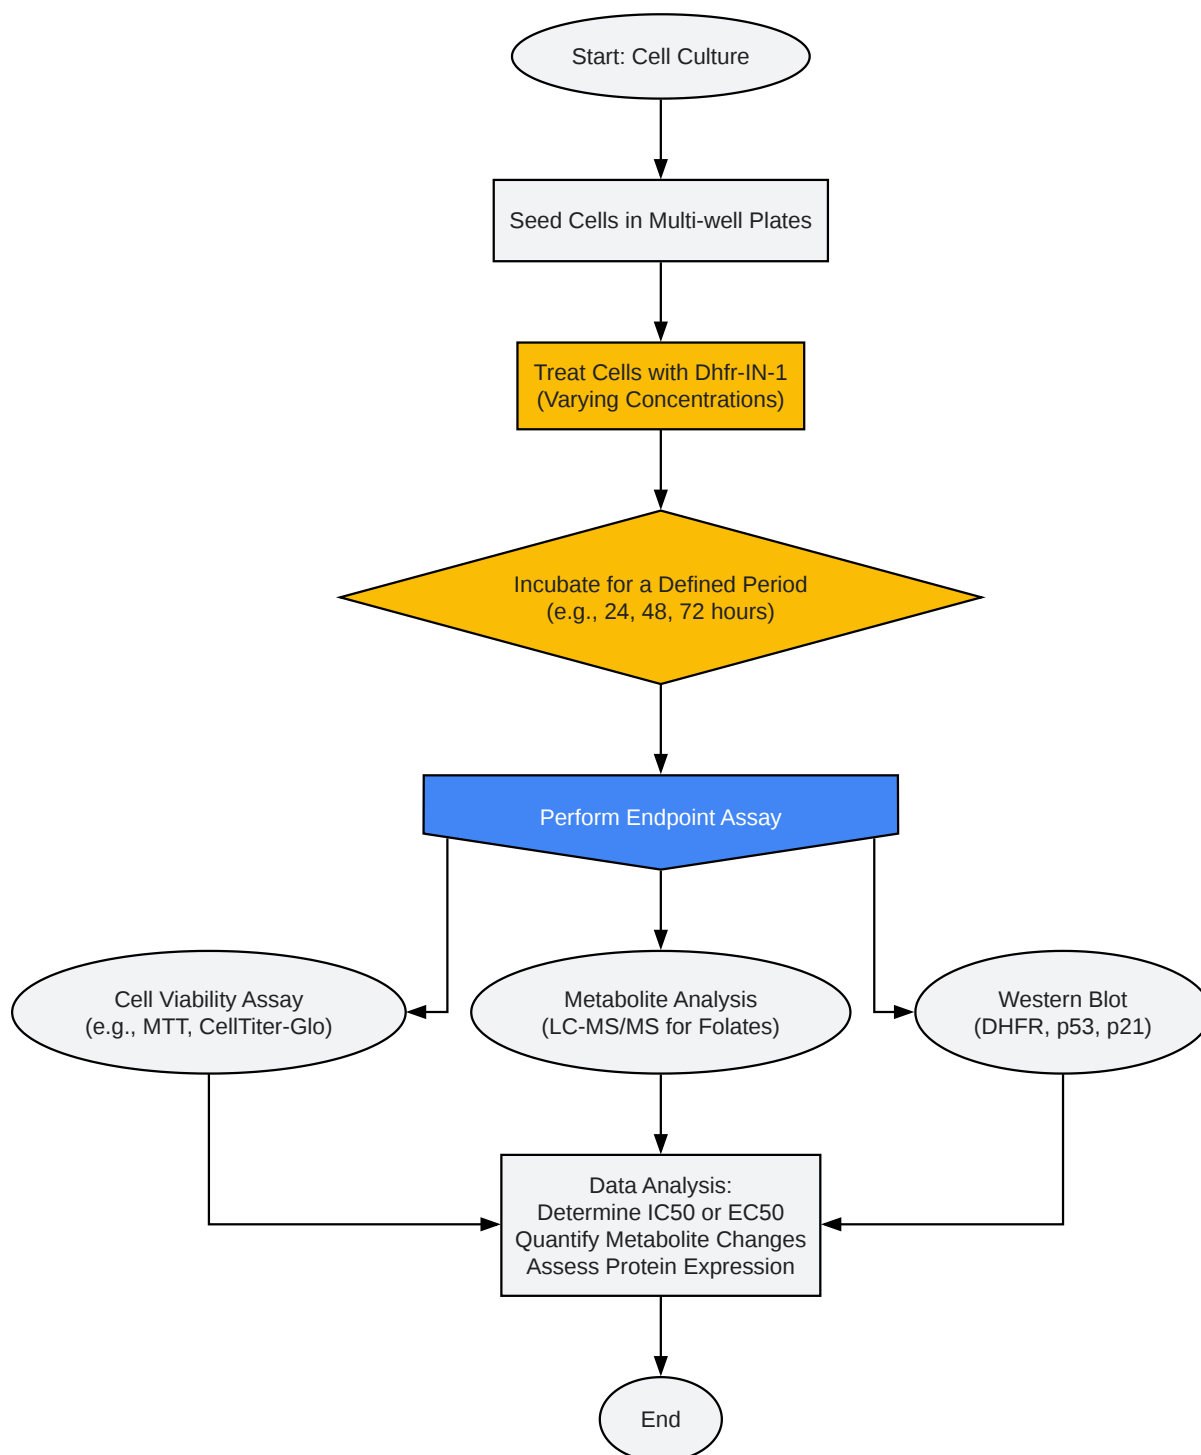 Start: Cell Culture
Seed Cells in Multi-well Plates
Treat Cells with Dhfr-IN-1
(Varying Concentrations)
Incubate for a Defined Period
(e.g., 24, 48, 72 hours)
Perform Endpoint Assay
Cell Viability Assay
(e.g., MTT, CellTiter-Glo)
Metabolite Analysis
(LC-MS/MS for Folates)
Western Blot
(DHFR, p53, p21)
Data Analysis:
Determine IC50 or EC50
Quantify Metabolite Changes
Assess Protein Expression
End